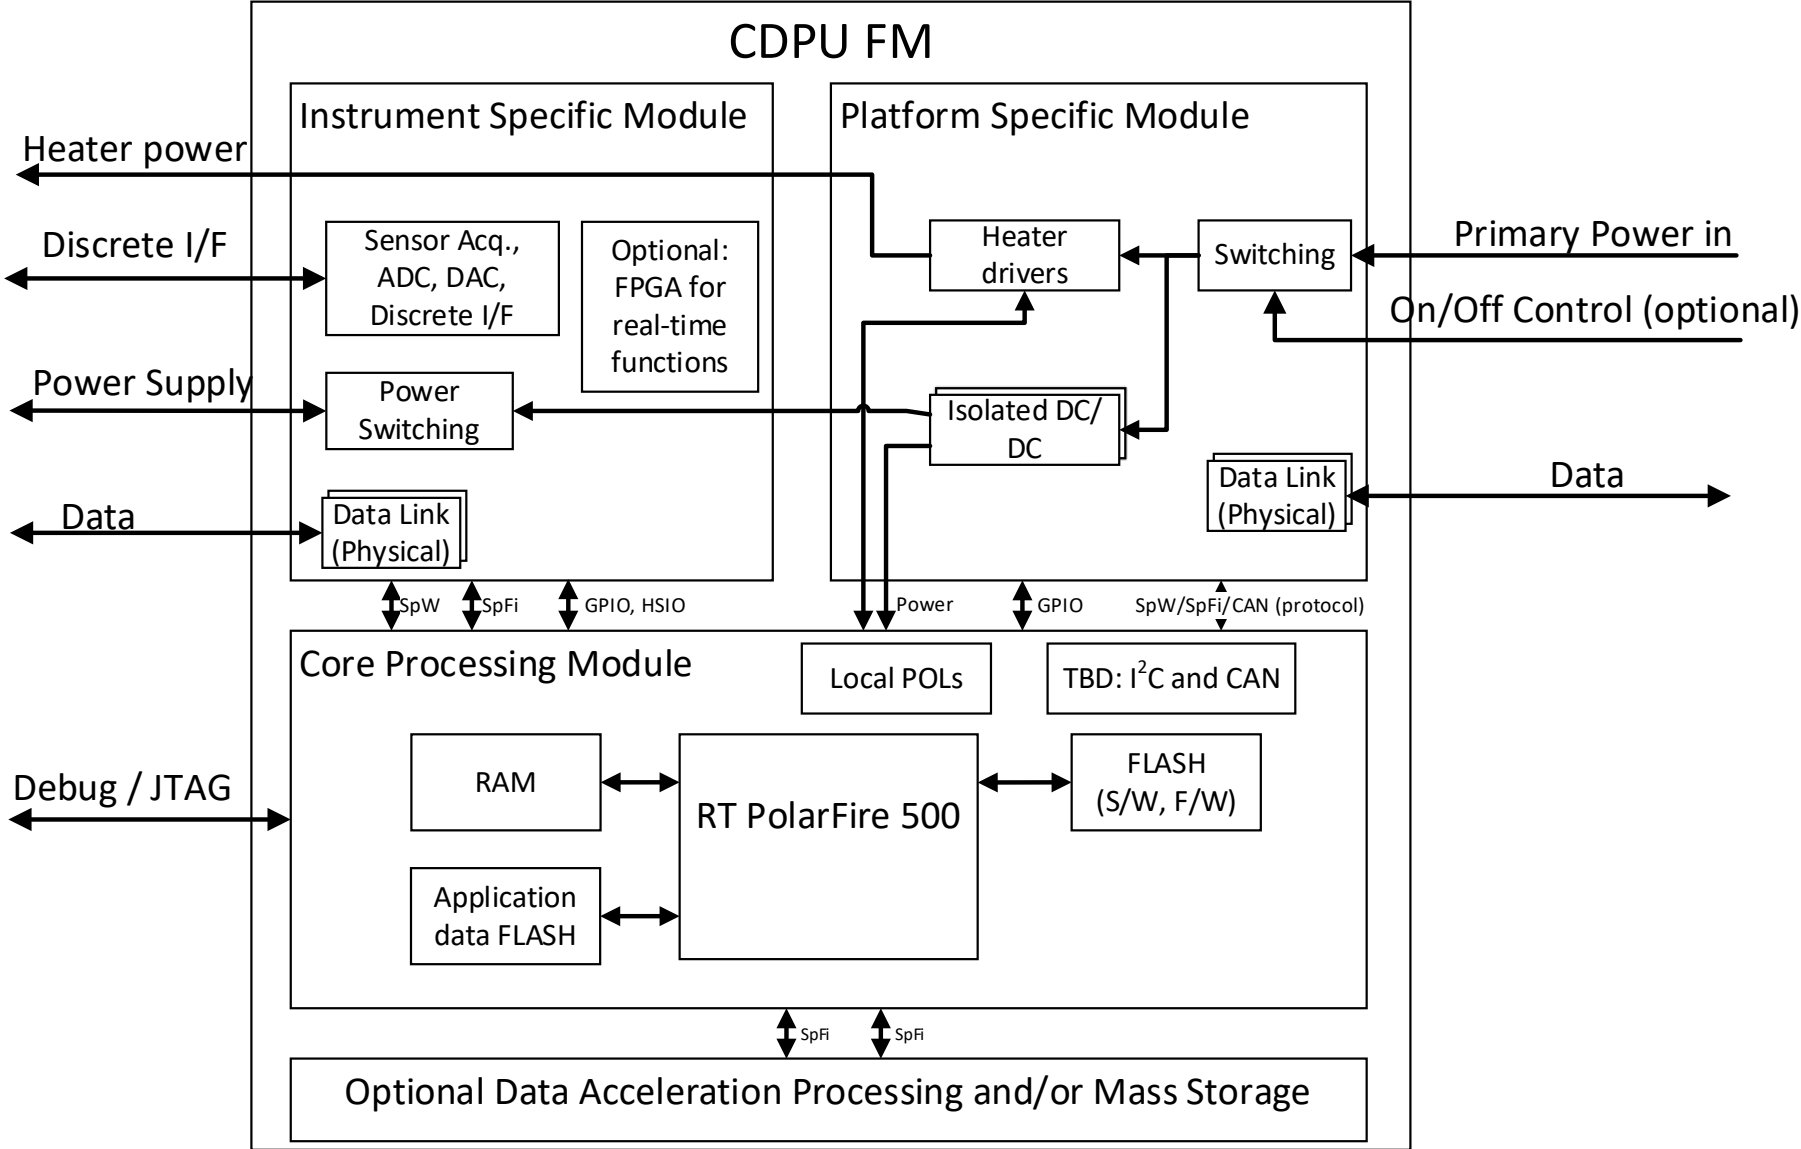 CDPU FM
Instrument Specific Module
Platform Specific Module
Heater power
Discrete I/F
Sensor Acq.,
ADC, DAC,
Discrete I/F
Optional:
FPGA for
real-time
functions
Heater
drivers
Switching
Primary Power in
On/Off Control (optional)
Power Supply
Power
Switching
Isolated DC/
DC
Data
Data Link
(Physical)
Data Link
(Physical)
Data
SpW
SpFi
GPIO, HSIO
Power
GPIO
SpW/SpFi/CAN (protocol)
Core Processing Module
Local POLs
TBD: I²C and CAN
Debug / JTAG
RAM
RT PolarFire 500
FLASH
(S/W, F/W)
Application
data FLASH
SpFi
SpFi
Optional Data Acceleration Processing and/or Mass Storage